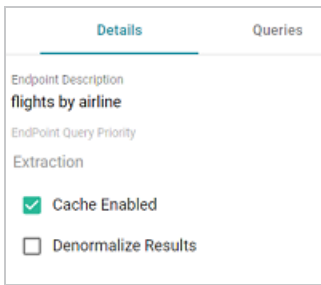 Details Queries
Endpoint Description
flights by airline
EndPoint Query Priority
Extraction
Cache Enabled
Denormalize Results